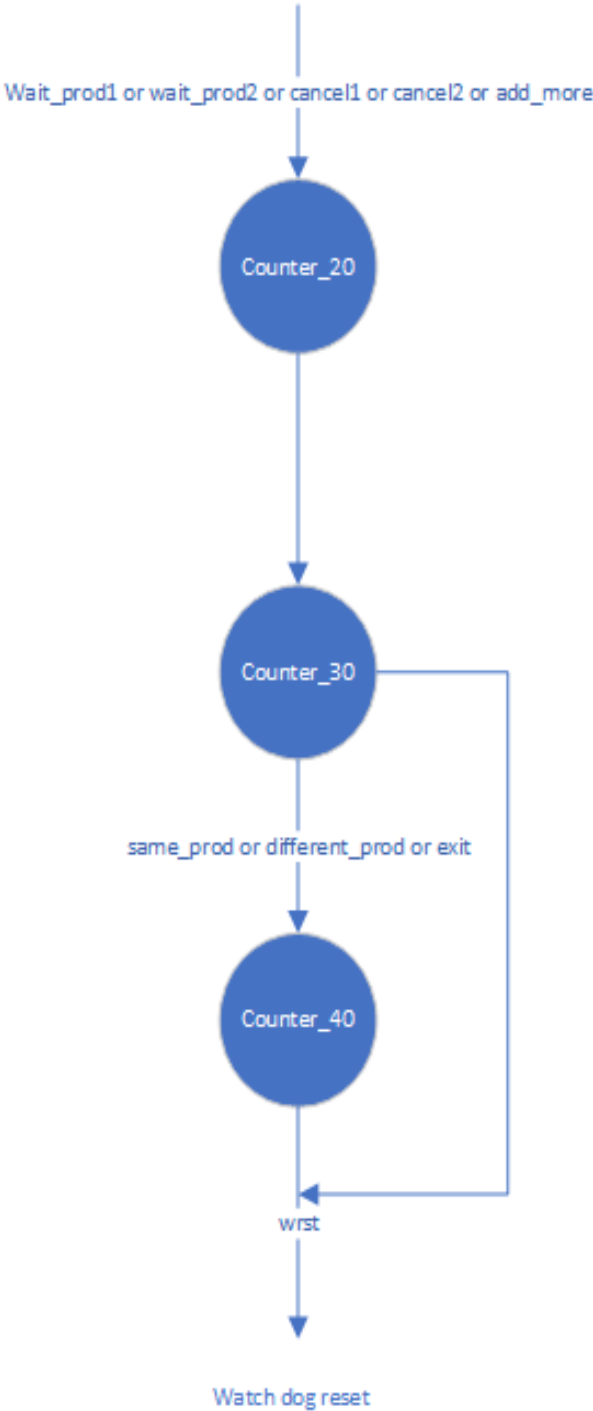 Wait_prod1 or wait_prod2 or cancel1 or cancel2 or add_more
Counter_20
Counter_30
same_prod or different_prod or exit
Counter_40
wrst
Watch dog reset